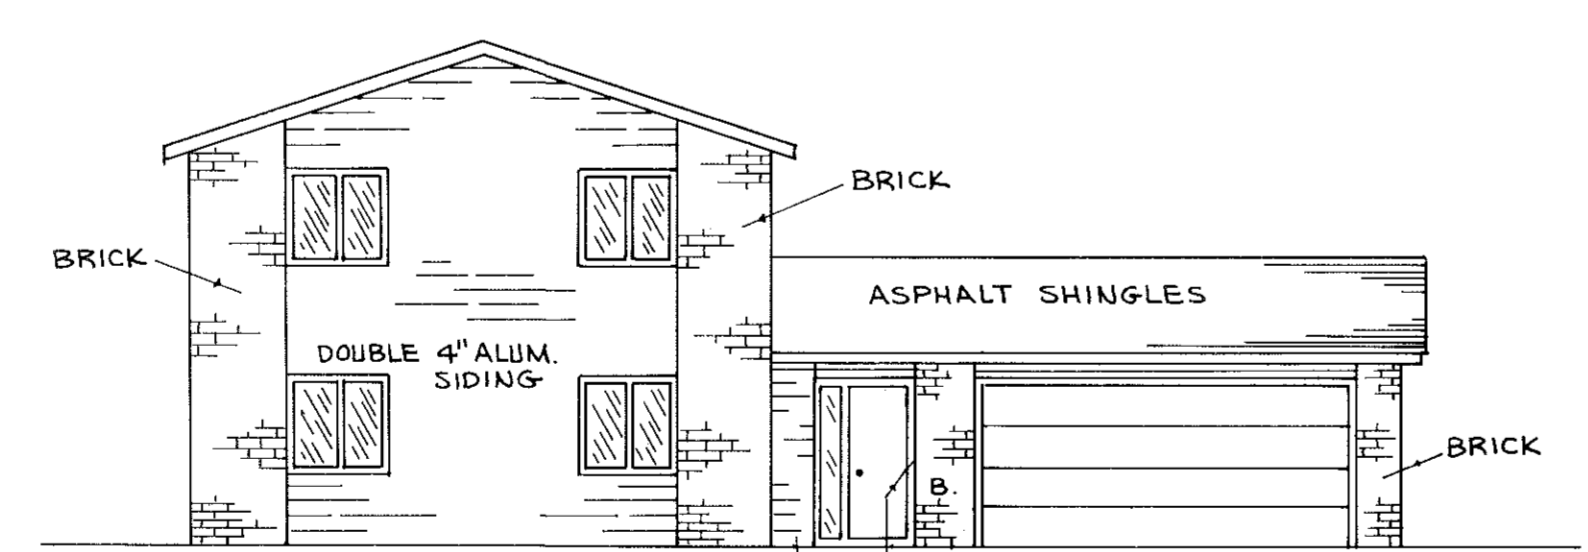 BRICK
BRICK
ASPHALT SHINGLES
DOUBLE 4" ALUM.
SIDING
BRICK
B.